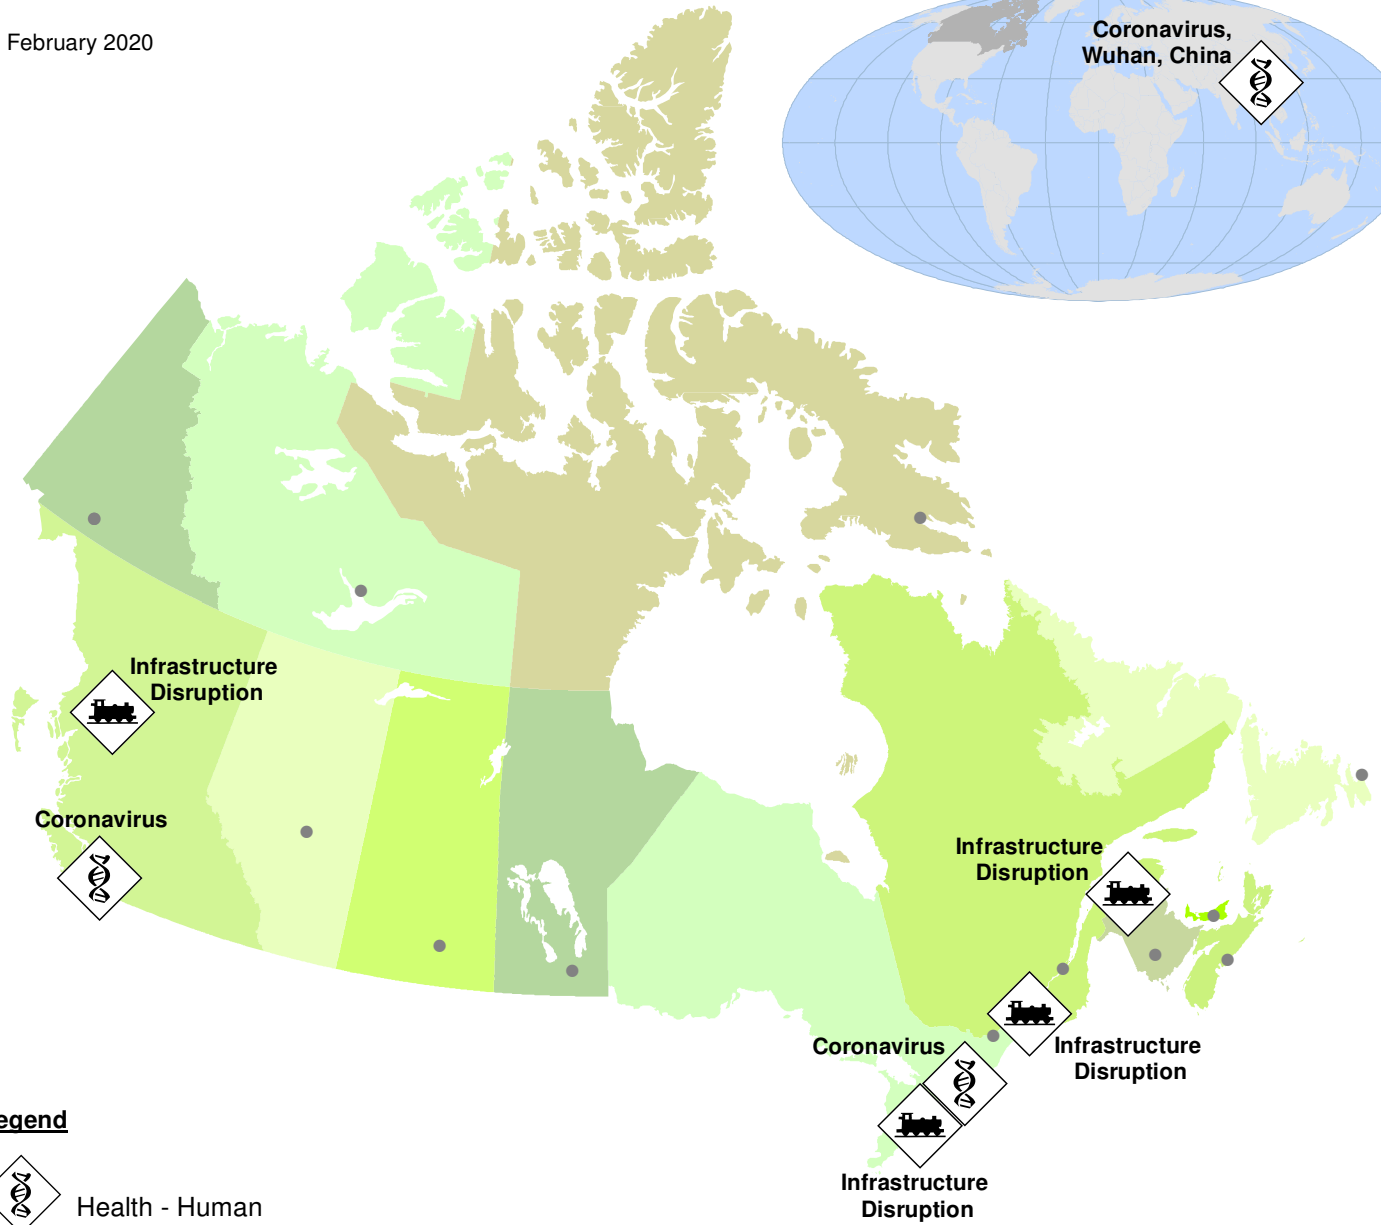 February 2020
Coronavirus,
Wuhan, China
Infrastructure
Disruption
Coronavirus
Infrastructure
Disruption
Coronavirus
Infrastructure
Disruption
Infrastructure
Disruption
egend
Health - Human